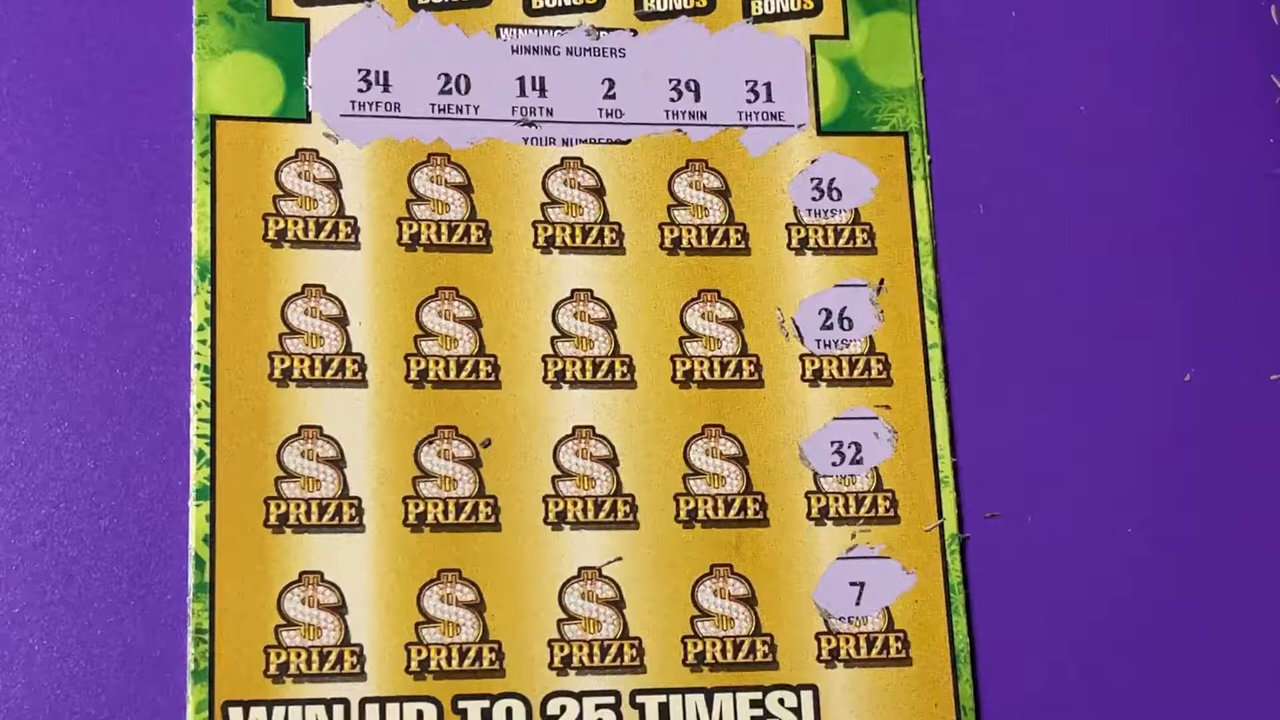 BONUS BONUS BONUS BONUS
WINNING NUMBERS
34 20 14 2 39 31
THYFOR TWENTY FORTN TWO THYNIN THYONE
YOUR NUMBERS
36
THYSI
PRIZE PRIZE PRIZE PRIZE PRIZE
26
PRIZE PRIZE PRIZE PRIZE PRIZE
32
PRIZE PRIZE PRIZE PRIZE PRIZE
7
PRIZE PRIZE PRIZE PRIZE PRIZE
WIN UP TO 25 TIMES!